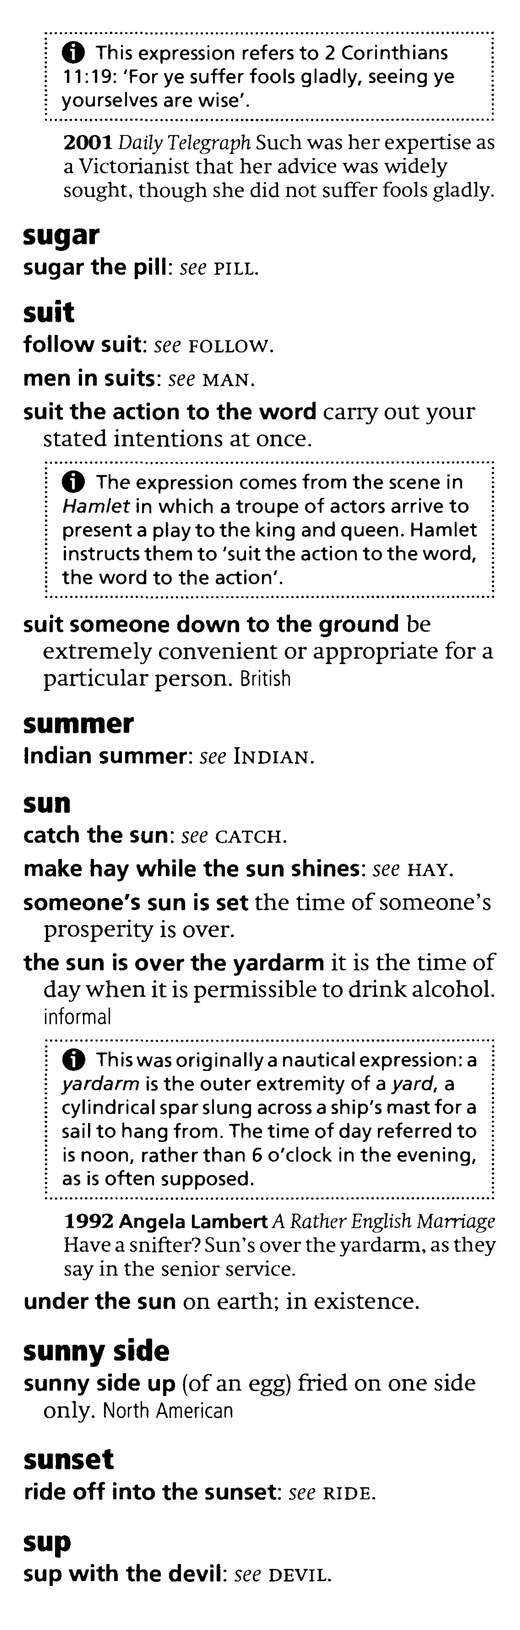 This expression refers to 2 Corinthians
11:19: ‘For ye suffer fools gladly, seeing ye
yourselves are wise’.
2001 Daily Telegraph Such was her expertise as
a Victorianist that her advice was widely
sought, though she did not suffer fools gladly.
sugar
sugar the pill: see PILL.
suit
follow suit: see FOLLOW.
men in suits: see MAN.
suit the action to the word carry out your
stated intentions at once.
The expression comes from the scene in
Hamlet in which a troupe of actors arrive to
present a play to the king and queen. Hamlet
instructs them to ‘suit the action to the word,
the word to the action’.
suit someone down to the ground be
extremely convenient or appropriate for a
particular person. British
summer
Indian summer: see INDIAN.
sun
catch the sun: see CATCH.
make hay while the sun shines: see HAY.
someone’s sun is set the time of someone’s
prosperity is over.
the sun is over the yardarm it is the time of
day when it is permissible to drink alcohol.
informal
This was originally a nautical expression: a
yardarm is the outer extremity of a yard, a
cylindrical spar slung across a ship’s mast for a
sail to hang from. The time of day referred to
is noon, rather than 6 o’clock in the evening,
as is often supposed.
1992 Angela Lambert A Rather English Marriage
Have a snifter? Sun’s over the yardarm, as they
say in the senior service.
under the sun on earth; in existence.
sunny side
sunny side up (of an egg) fried on one side
only. North American
sunset
ride off into the sunset: see RIDE.
sup
sup with the devil: see DEVIL.